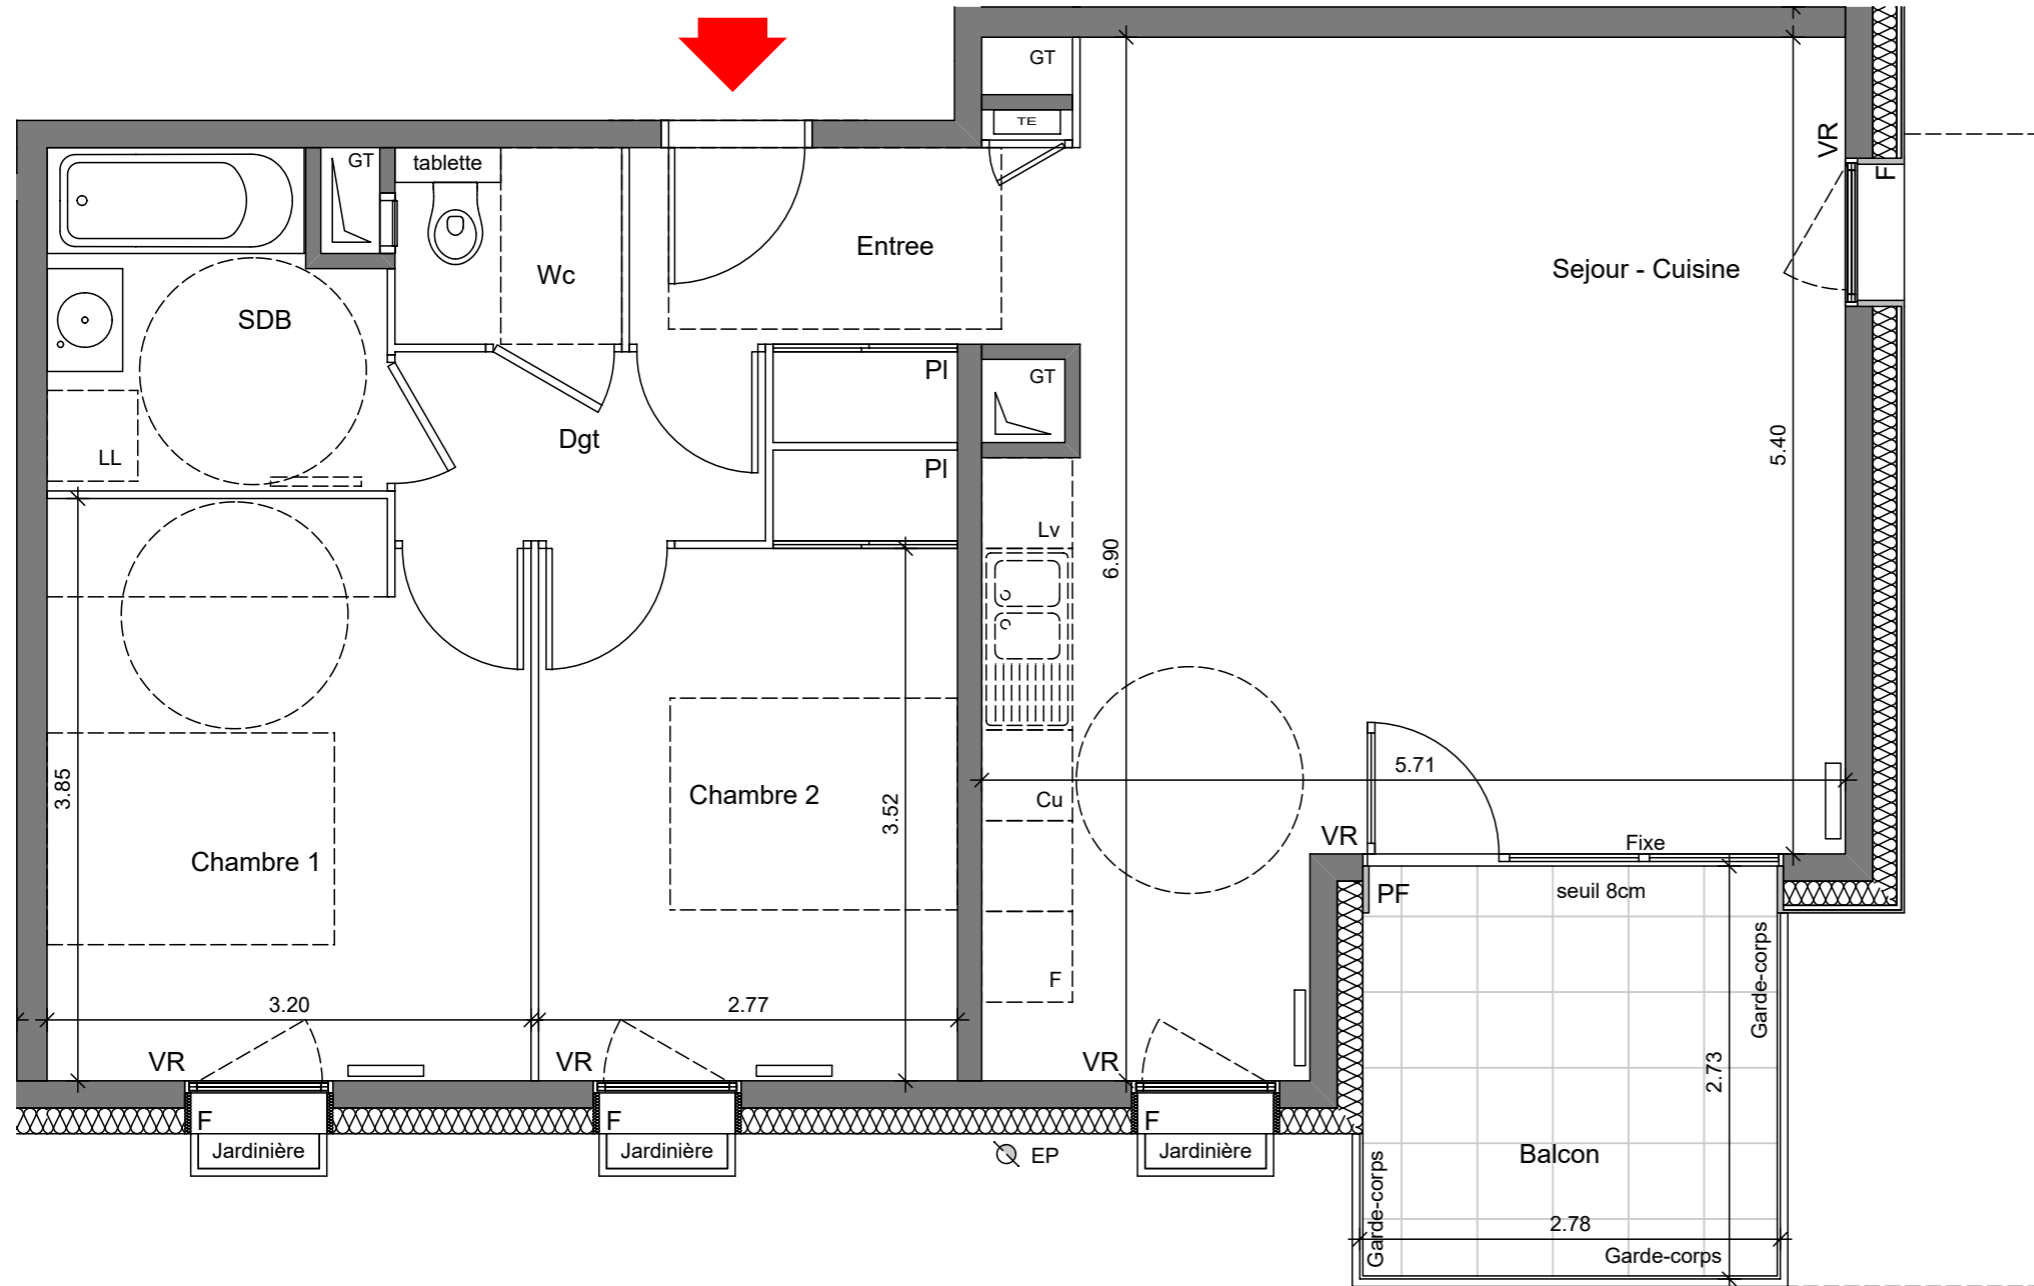 GT
TE
VR
F
GT
tablette
Entree
Wc
Sejour - Cuisine
SDB
Pl
GT
Dgt
LL
Pl
5.40
Lv
6.90
5.71
3.85
Chambre 2
Cu
3.52
VR
Fixe
Chambre 1
PF
seuil 8cm
Garde-corps
F
3.20
2.77
VR
VR
VR
2.73
F
F
F
Jardinière
Jardinière
Jardinière
EP
Balcon
Garde-corps
2.78
Garde-corps